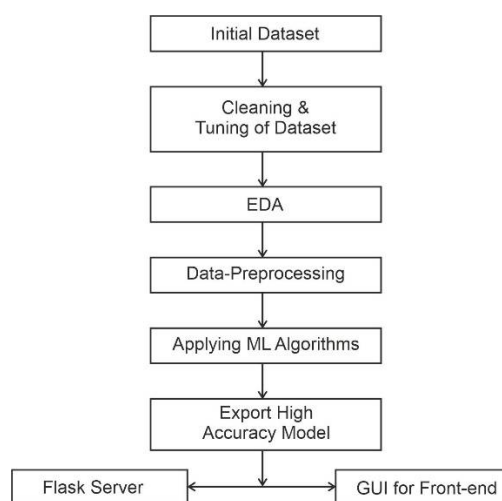 Initial Dataset
Cleaning &
Tuning of Dataset
EDA
Data-Preprocessing
Applying ML Algorithms
Export High
Accuracy Model
Flask Server
GUI for Front-end